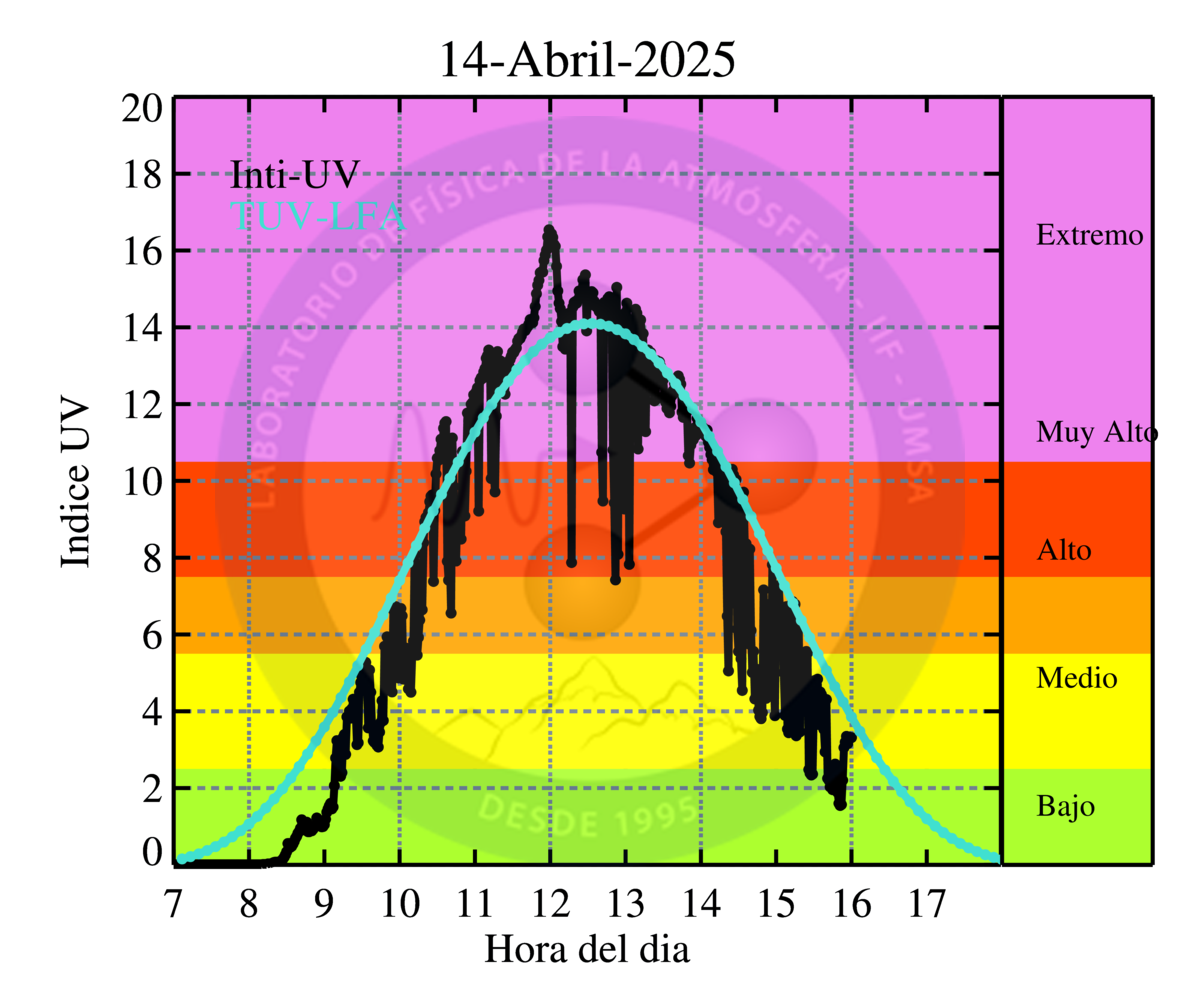 14-Abril-2025
Indice UV
20
18
16
14
12
10
8
6
4
2
0
Inti-UV
TUV-LFA
LABORATORIO DE FÍSICA DE LA ATMÓSFERA - IIF - UMSA
DESDE 1995
Extremo
Muy Alto
Alto
Medio
Bajo
7 8 9 10 11 12 13 14 15 16 17
Hora del dia